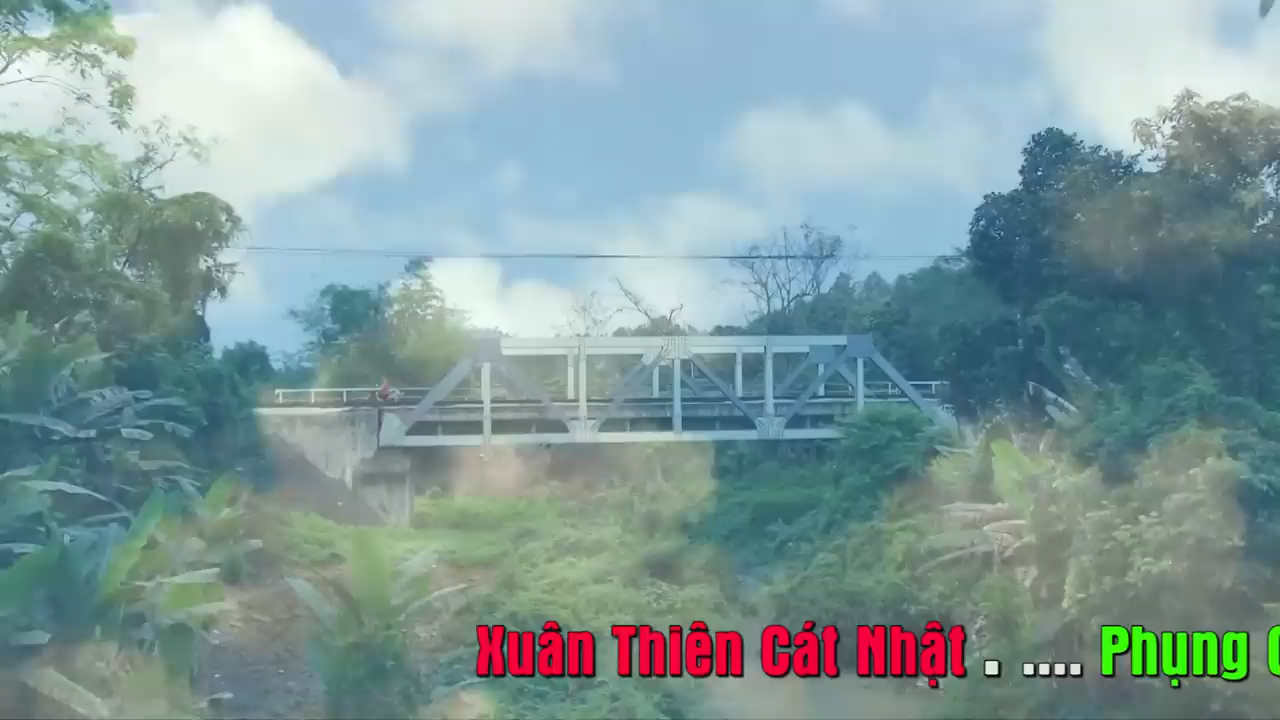 Xuân Thiên Cát Nhật . .... Phụng